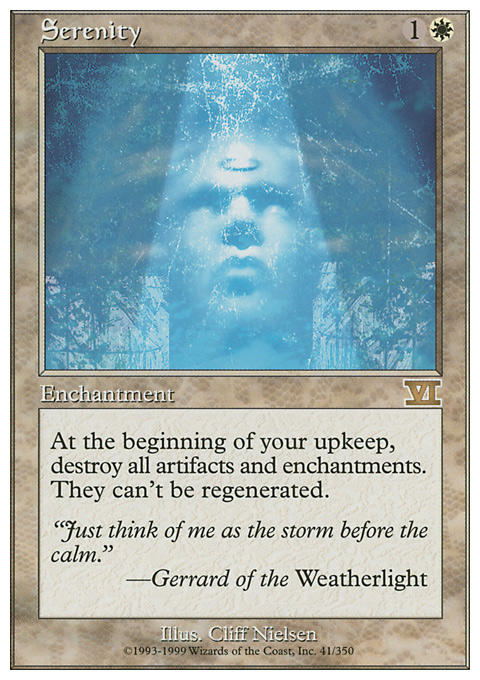 Serenity 1
Enchantment VI
At the beginning of your upkeep,
destroy all artifacts and enchantments.
They can't be regenerated.
“Just think of me as the storm before the
calm.”
—Gerrard of the Weatherlight
Illus. Cliff Nielsen
©1993-1999 Wizards of the Coast, Inc. 41/350